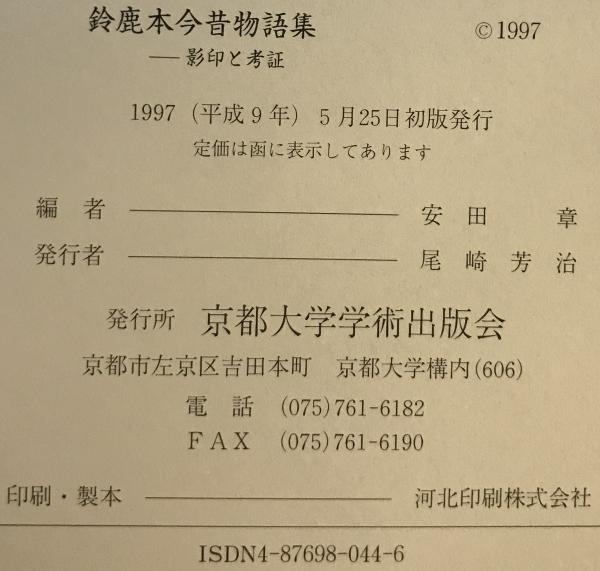 鈴鹿本今昔物語集
©1997
―影印と考証
1997（平成9年）5月25日初版発行
定価は函に表示してあります
編 者 ―――― 安 田 章
発行者 ―――― 尾 崎 芳 治
発行所 京都大学学術出版会
京都市左京区吉田本町 京都大学構内(606)
電 話 (075)761-6182
ＦＡＸ (075)761-6190
印刷・製本 ―――― 河北印刷株式会社
ISDN4-87698-044-6